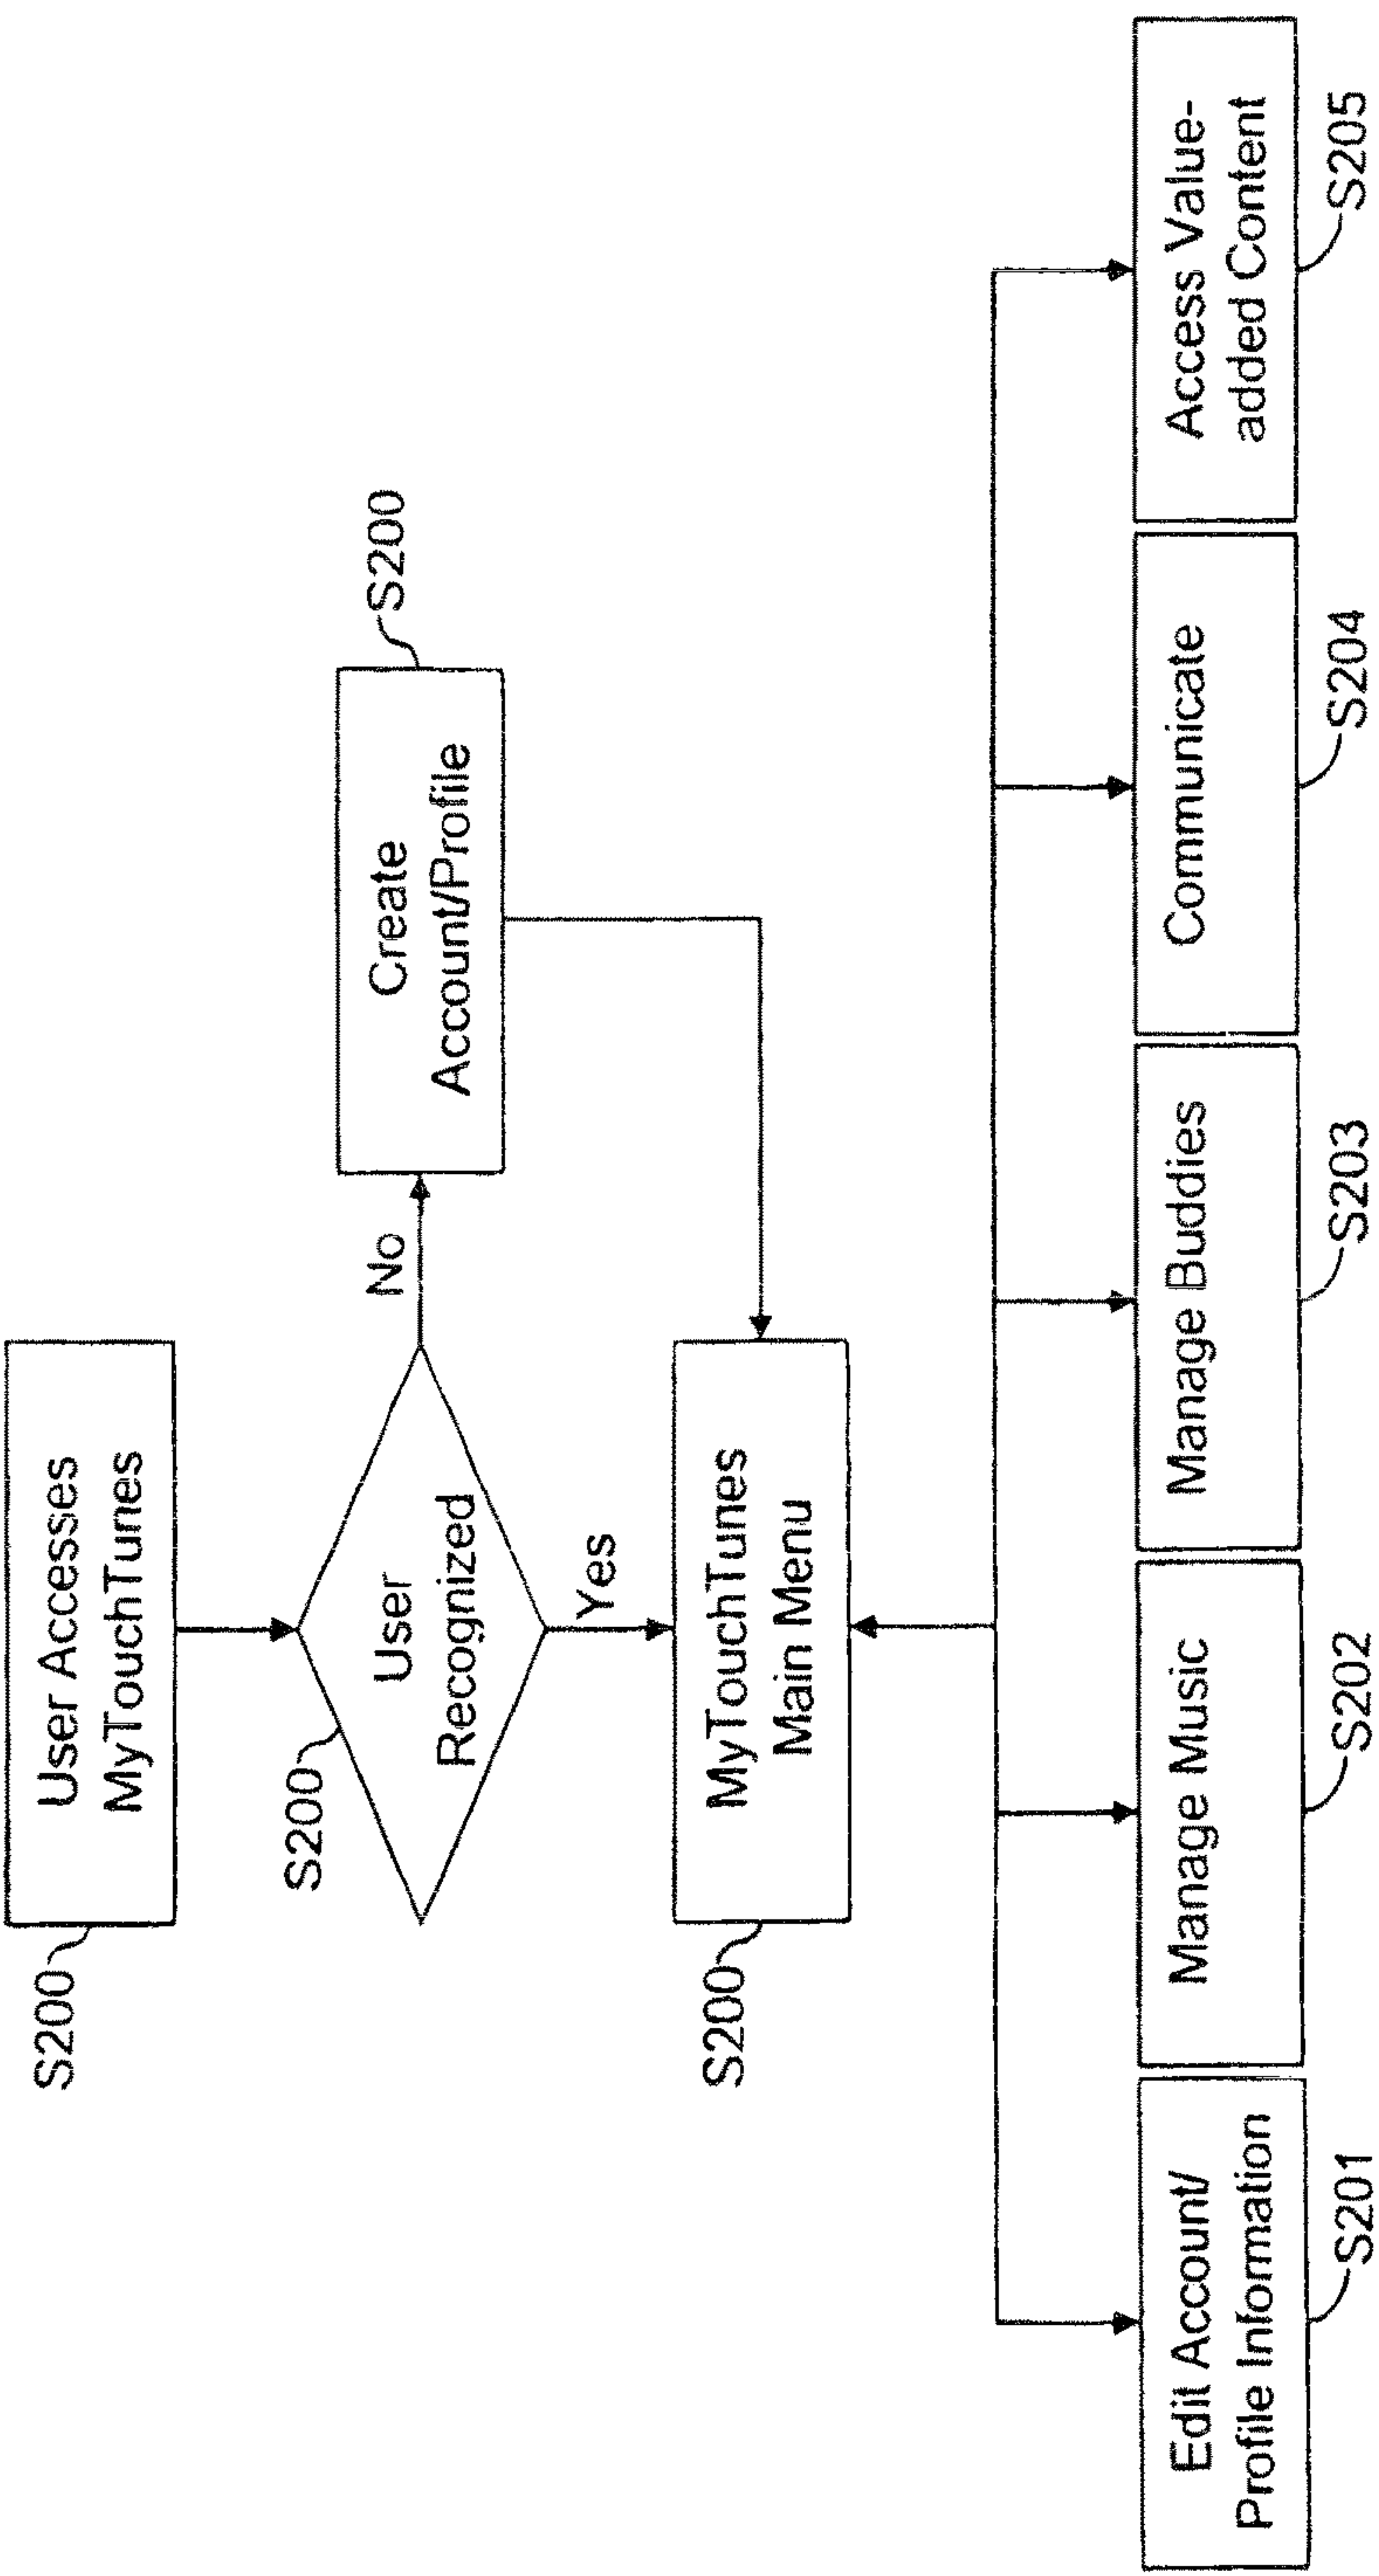 S200
User Accesses
MyTouchTunes
S200
User
Recognized
No
Create
Account/Profile
S200
Yes
S200
MyTouchTunes
Main Menu
Edit Account/
Profile Information
S201
Manage Music
S202
Manage Buddies
S203
Communicate
S204
Access Value-
added Content
S205